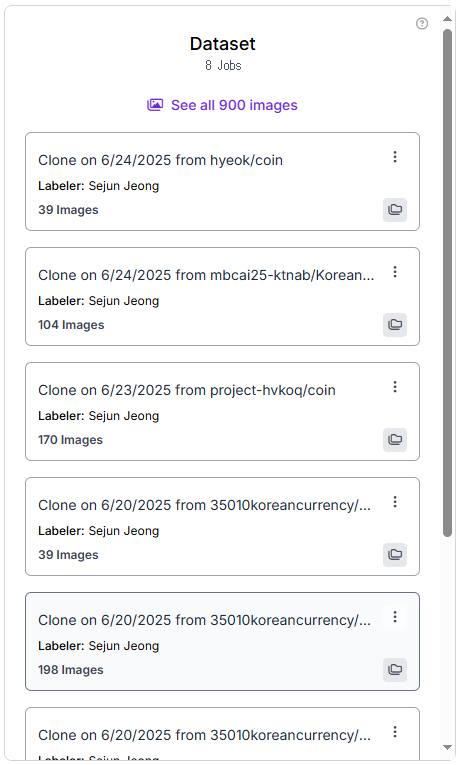 Dataset
8 Jobs
See all 900 images
Clone on 6/24/2025 from hyeok/coin
Labeler: Sejun Jeong
39 Images
Clone on 6/24/2025 from mbcai25-ktnab/Korean...
Labeler: Sejun Jeong
104 Images
Clone on 6/23/2025 from project-hvkoq/coin
Labeler: Sejun Jeong
170 Images
Clone on 6/20/2025 from 35010koreancurrency/...
Labeler: Sejun Jeong
39 Images
Clone on 6/20/2025 from 35010koreancurrency/...
Labeler: Sejun Jeong
198 Images
Clone on 6/20/2025 from 35010koreancurrency/...
Labeler: Sejun Jeong